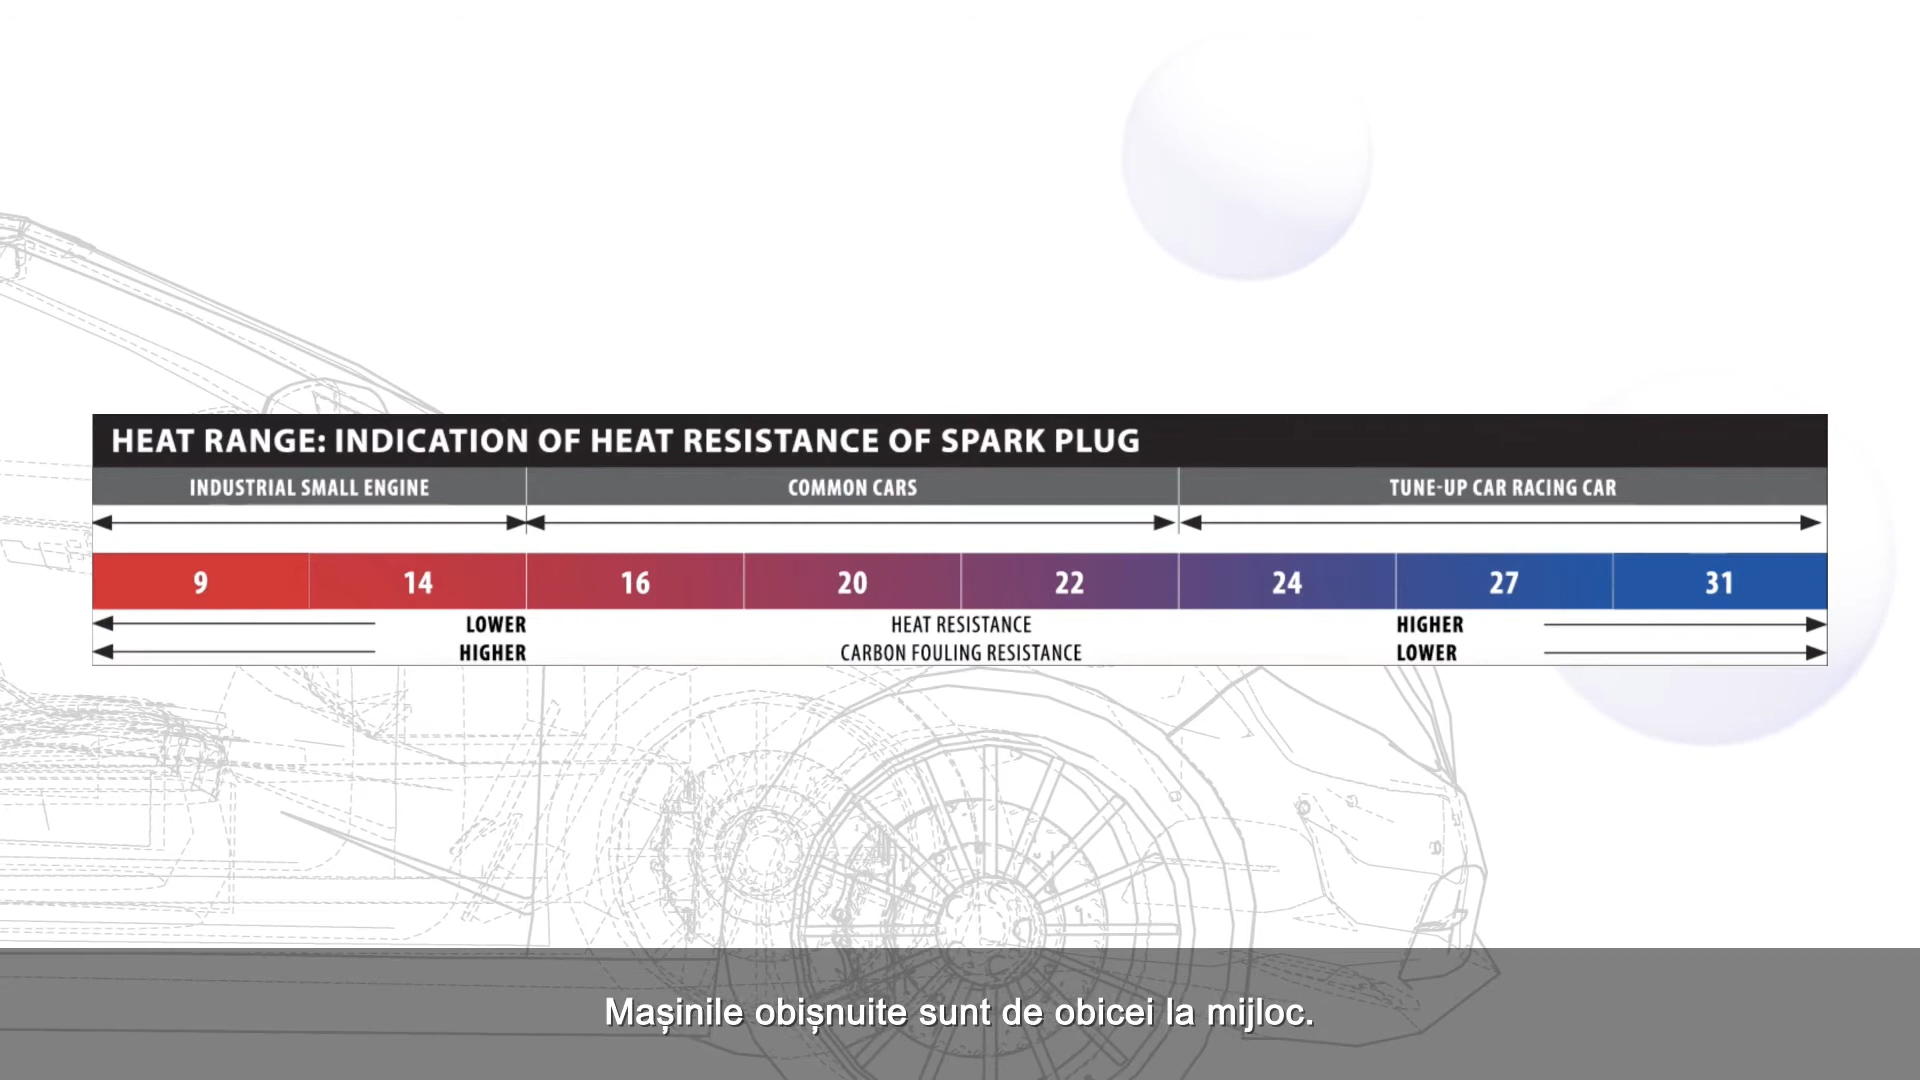 HEAT RANGE: INDICATION OF HEAT RESISTANCE OF SPARK PLUG
INDUSTRIAL SMALL ENGINE COMMON CARS TUNE-UP CAR RACING CAR
9 14 16 20 22 24 27 31
LOWER HEAT RESISTANCE HIGHER
HIGHER CARBON FOULING RESISTANCE LOWER
Mașinile obișnuite sunt de obicei la mijloc.